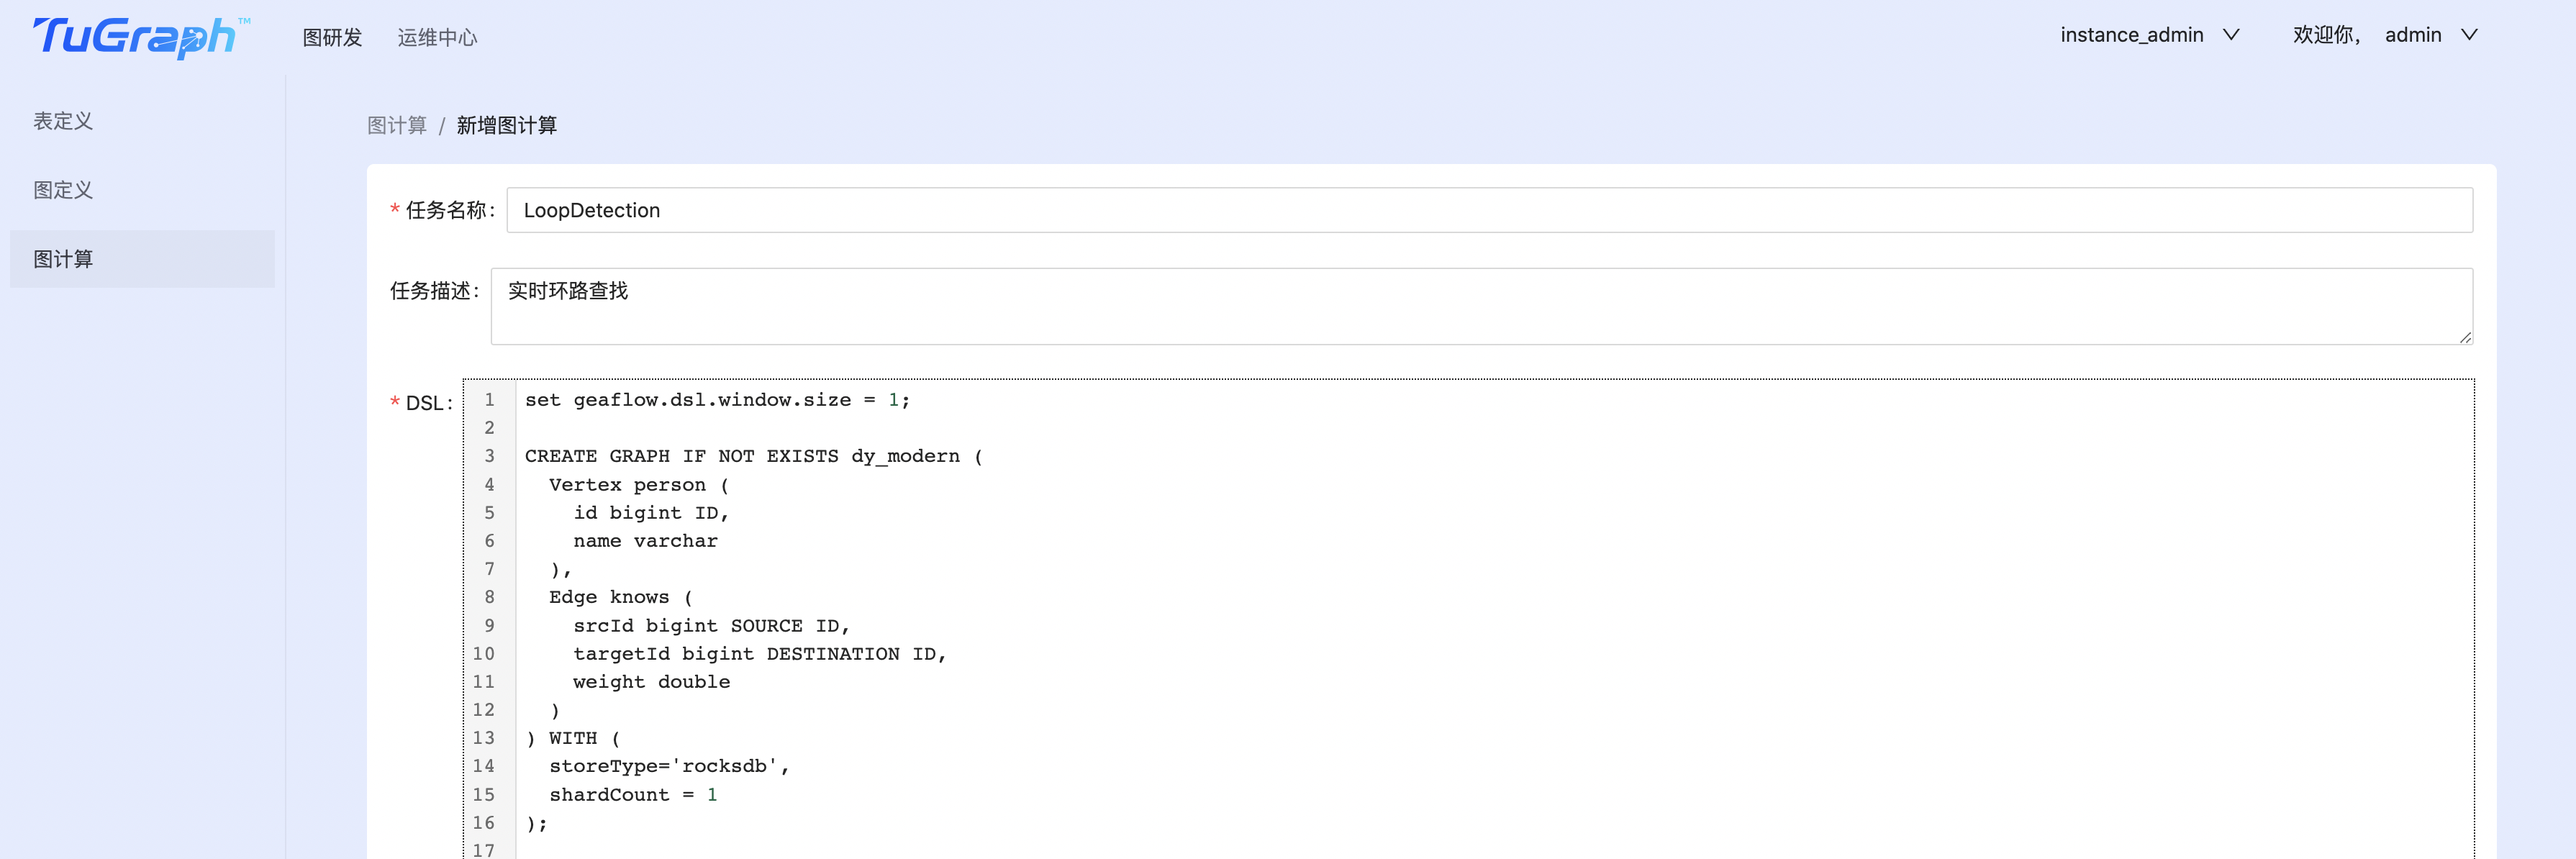 TuGraph™ 图研发 运维中心 instance_admin 欢迎你， admin
表定义
图定义
图计算
图计算 / 新增图计算
* 任务名称： LoopDetection
任务描述： 实时环路查找
* DSL：
1 set geaflow.dsl.window.size = 1;
2
3 CREATE GRAPH IF NOT EXISTS dy_modern (
4 Vertex person (
5 id bigint ID,
6 name varchar
7 ),
8 Edge knows (
9 srcId bigint SOURCE ID,
10 targetId bigint DESTINATION ID,
11 weight double
12 )
13 ) WITH (
14 storeType='rocksdb',
15 shardCount = 1
16 );
17